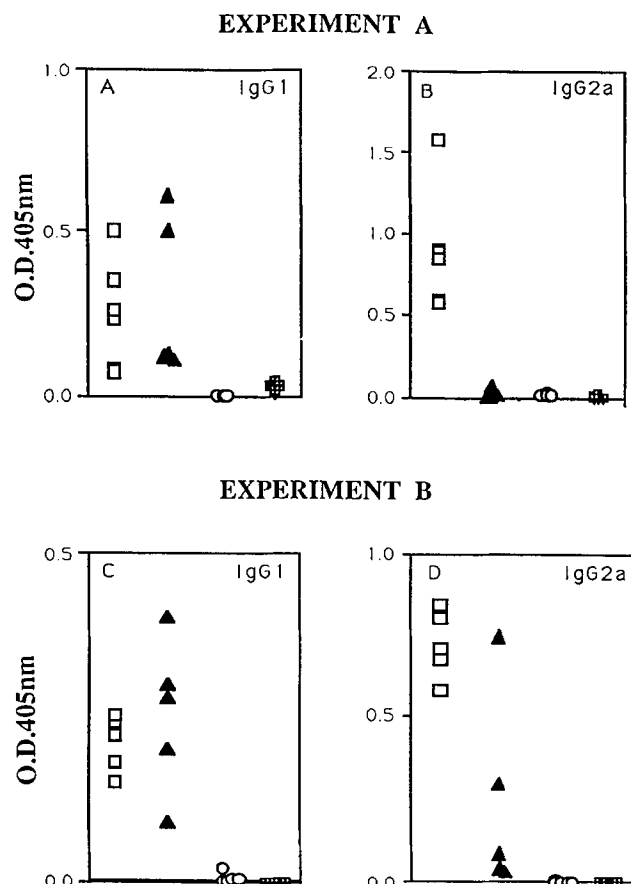 EXPERIMENT A
1.0
A
IgG1
O.D.405nm
0.5
0.0
2.0
B
IgG2a
1.5
1.0
0.5
0.0
EXPERIMENT B
0.5
C
IgG1
O.D.405nm
0.0
1.0
D
IgG2a
0.5
0.0